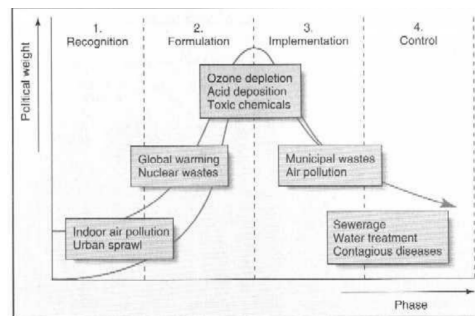 1.
Recognition
2.
Formulation
3.
Implementation
4.
Control
Political weight
Ozone depletion
Acid deposition
Toxic chemicals
Global warming
Nuclear wastes
Municipal wastes
Air pollution
Indoor air pollution
Urban sprawl
Sewerage
Water treatment
Contagious diseases
Phase